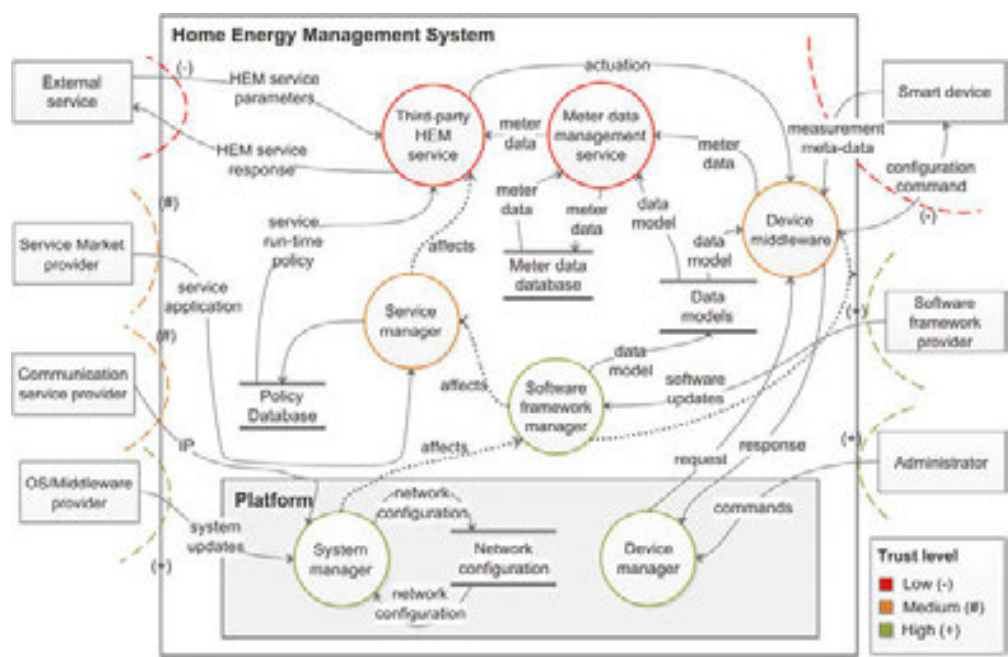 Home Energy Management System
External
service
(-)
HEM service
parameters
HEM service
response
Third-party
HEM
service
meter
data
Meter data
management
service
actuation
meter
data
measurement
meta-data
Smart device
configuration
command
(-)
(#)
Service Market
provider
service
application
service
run-time
policy
affects
meter
data
meter
data
data
model
Meter data
database
data
model
Device
middleware
Data
models
Service
manager
(#)
Communication
service provider
Policy
Database
affects
Software
framework
manager
data
model
software
updates
(+)
Software
framework
provider
IP
affects
request
response
(+)
Administrator
OS/Middleware
provider
system
updates
(+)
Platform
network
configuration
System
manager
Network
configuration
network
configuration
Device
manager
commands
Trust level
Low (-)
Medium (#)
High (+)